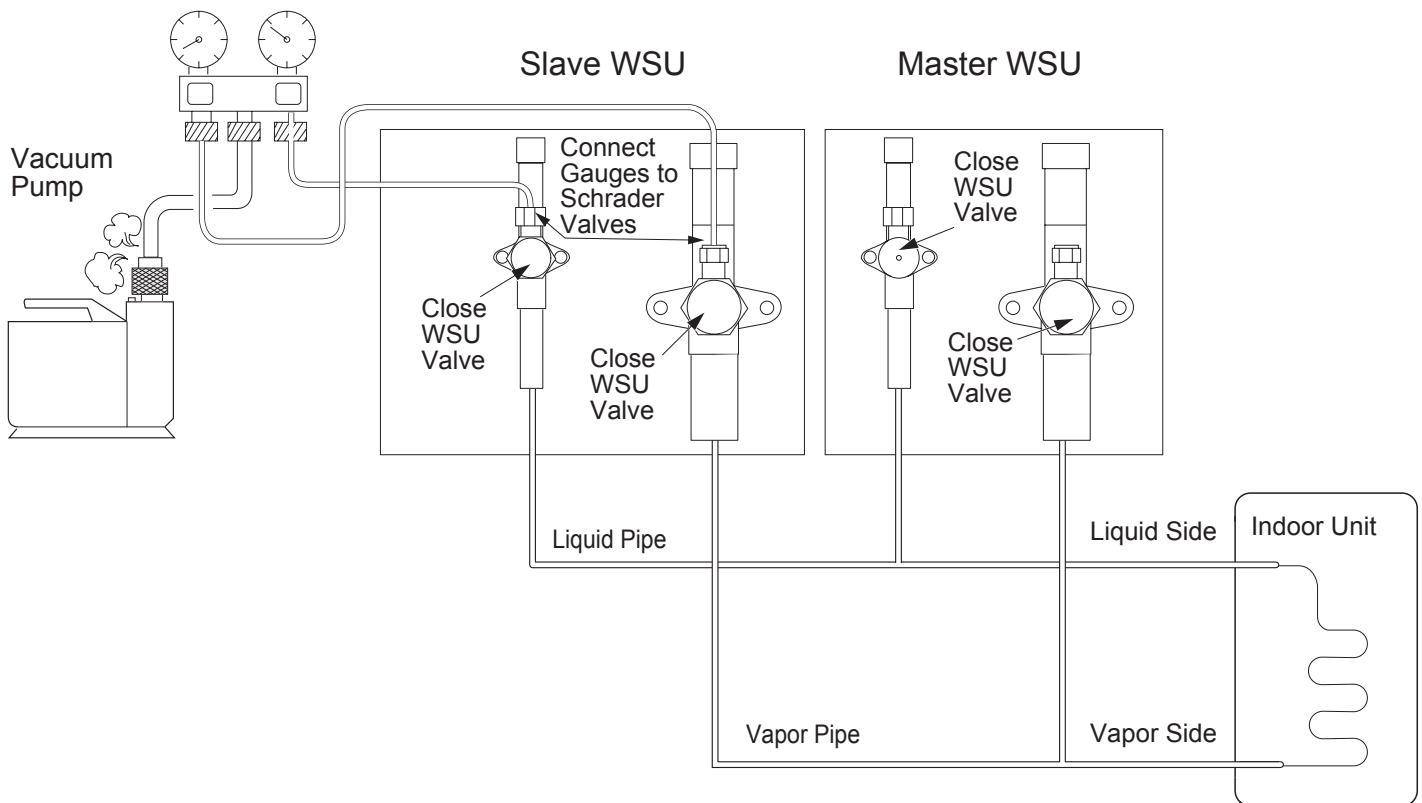 Slave WSU
Master WSU
Vacuum
Pump
Connect
Gauges to
Schrader
Valves
Close
WSU
Valve
Close
WSU
Valve
Close
WSU
Valve
Close
WSU
Valve
Liquid Pipe
Liquid Side
Indoor Unit
Vapor Pipe
Vapor Side